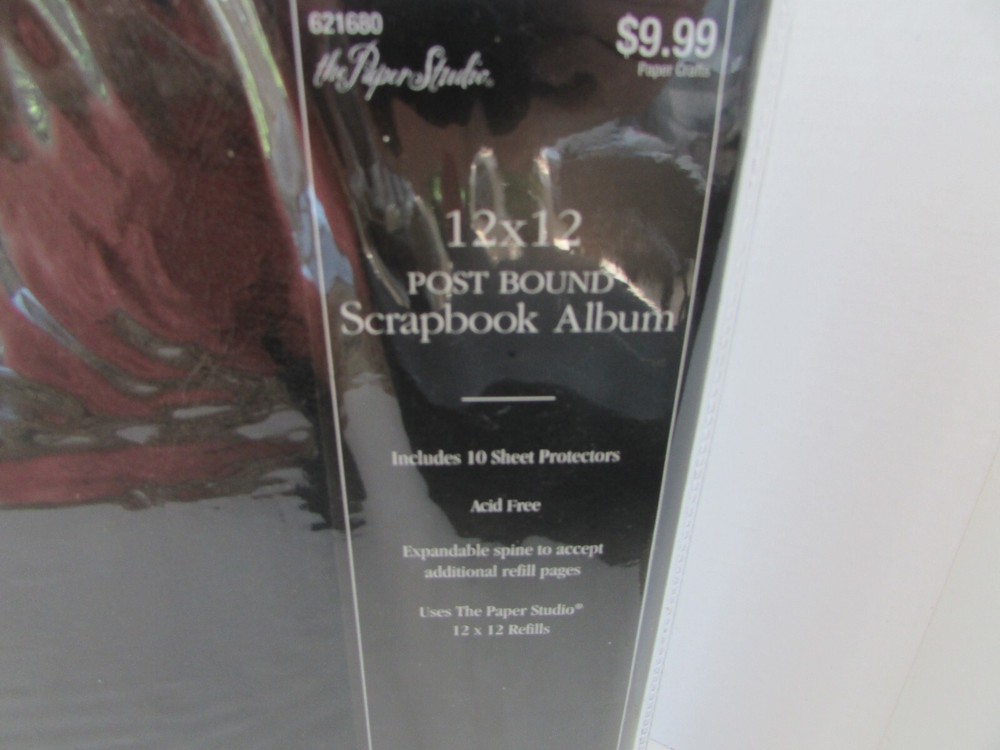 621680
$9.99
the Paper Studio®
Paper Crafts
12x12
POST BOUND
Scrapbook Album
Includes 10 Sheet Protectors
Acid Free
Expandable spine to accept
additional refill pages
Uses The Paper Studio®
12 x 12 Refills